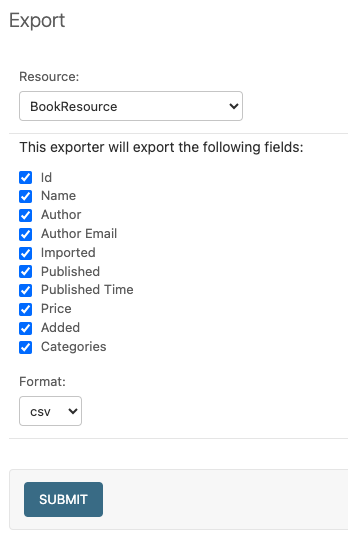 Export
Resource:
BookResource
This exporter will export the following fields:
Id
Name
Author
Author Email
Imported
Published
Published Time
Price
Added
Categories
Format:
csv
SUBMIT